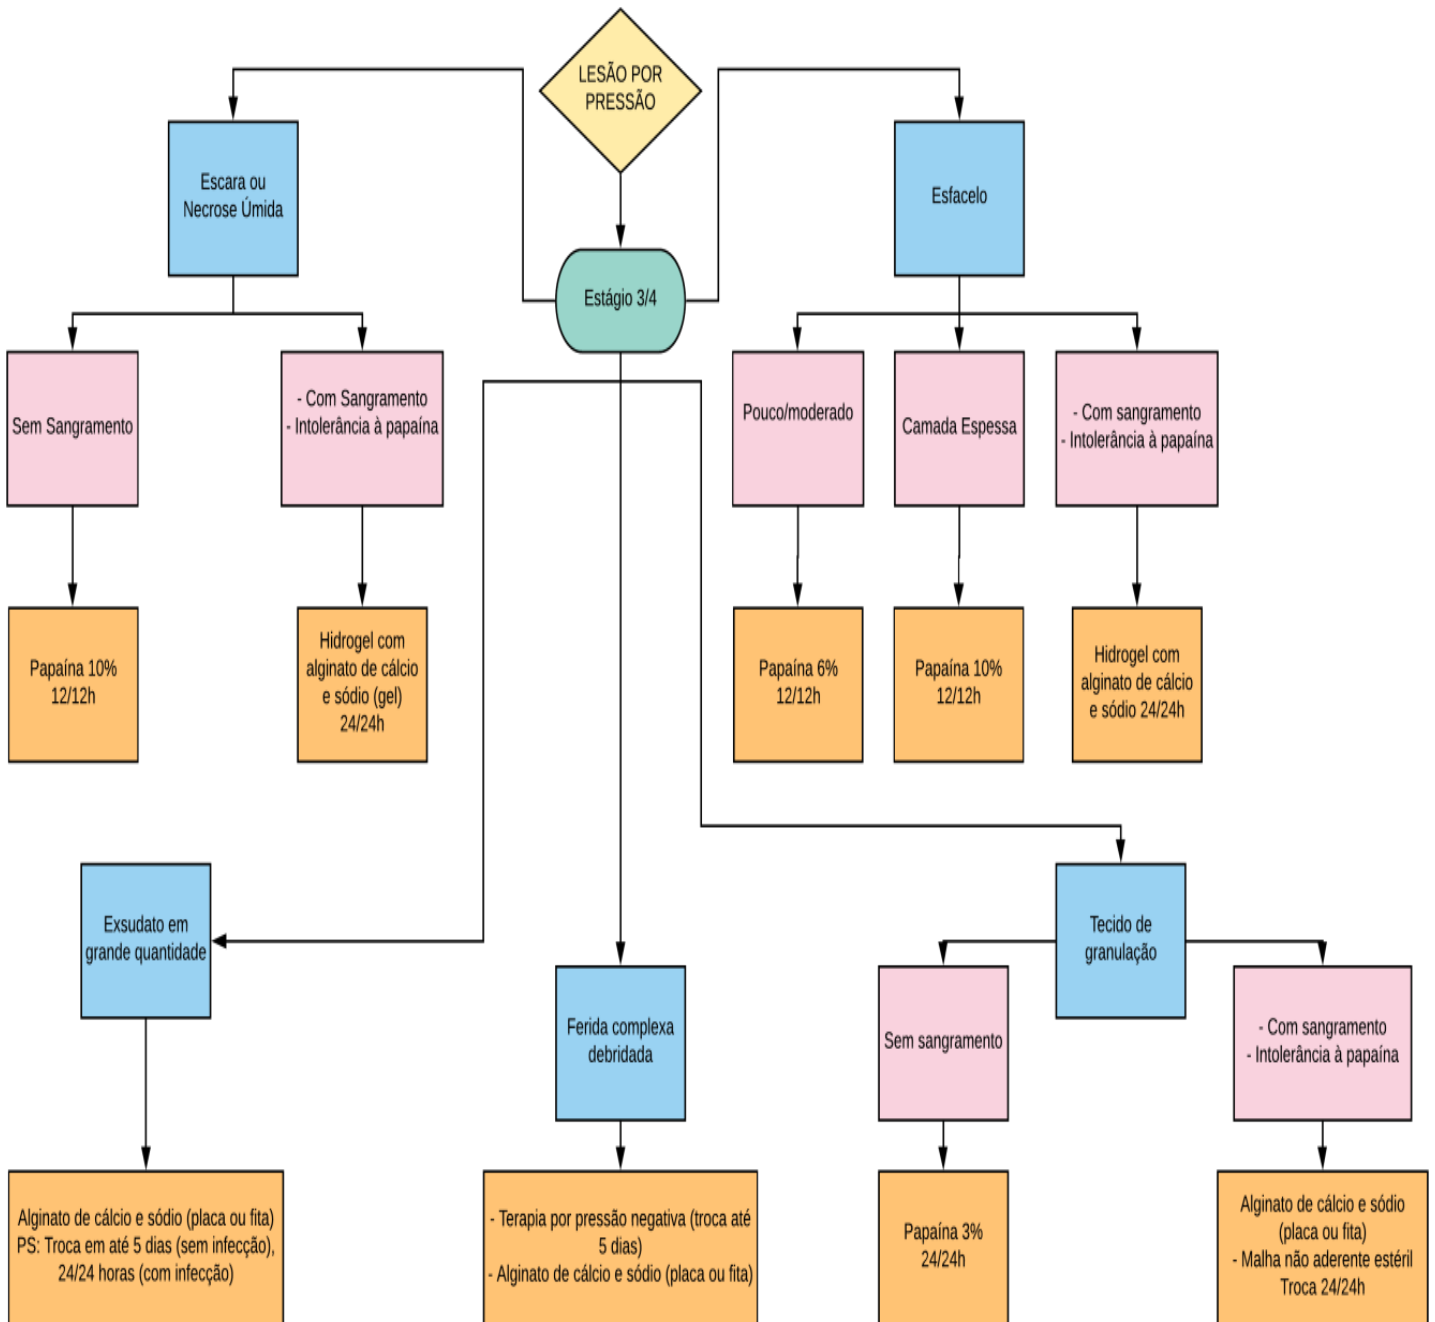 LESÃO POR
PRESSÃO
Escara ou
Necrose Úmida
Esfacelo
Estágio 3/4
Sem Sangramento
- Com Sangramento
- Intolerância à papaína
Pouco/moderado
Camada Espessa
- Com sangramento
- Intolerância à papaína
Papaína 10%
12/12h
Hidrogel com
alginato de cálcio
e sódio (gel)
24/24h
Papaína 6%
12/12h
Papaína 10%
12/12h
Hidrogel com
alginato de cálcio
e sódio 24/24h
Exsudato em
grande quantidade
Ferida complexa
debridada
Tecido de
granulação
Sem sangramento
- Com sangramento
- Intolerância à papaína
Alginato de cálcio e sódio (placa ou fita)
PS: Troca em até 5 dias (sem infecção),
24/24 horas (com infecção)
- Terapia por pressão negativa (troca até
5 dias)
- Alginato de cálcio e sódio (placa ou fita)
Papaína 3%
24/24h
Alginato de cálcio e sódio
(placa ou fita)
- Malha não aderente estéril
Troca 24/24h